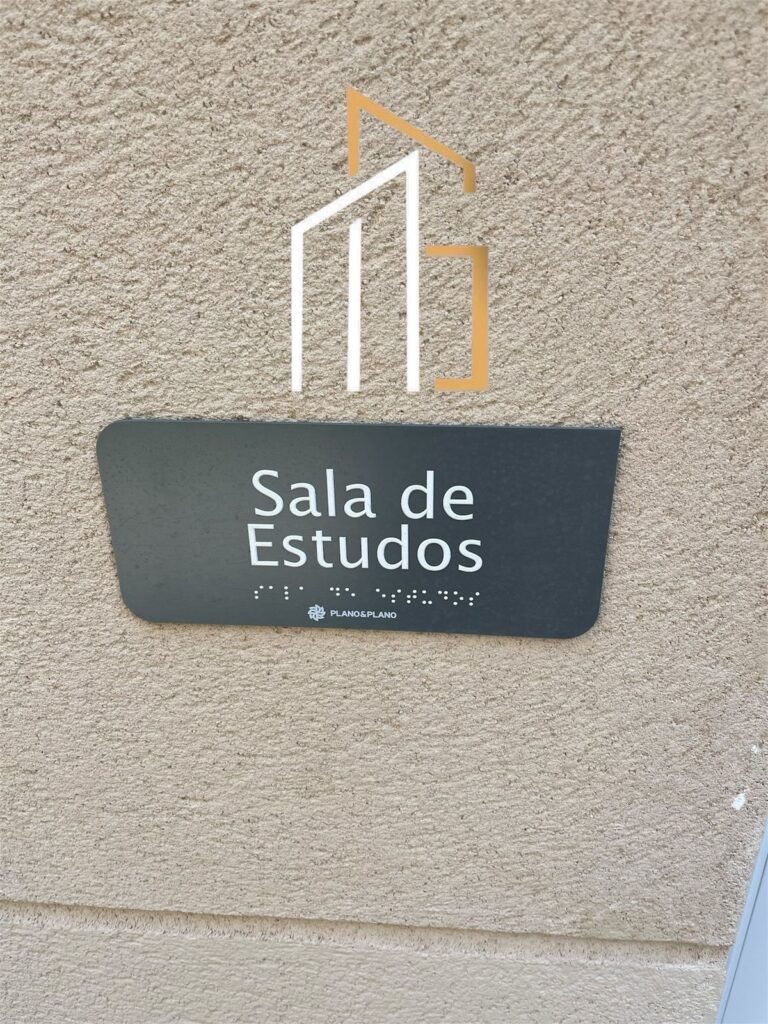 Sala de
Estudos
⠎⠁⠇⠁ ⠙⠑ ⠑⠎⠞⠥⠙⠕⠎
PLANO&PLANO